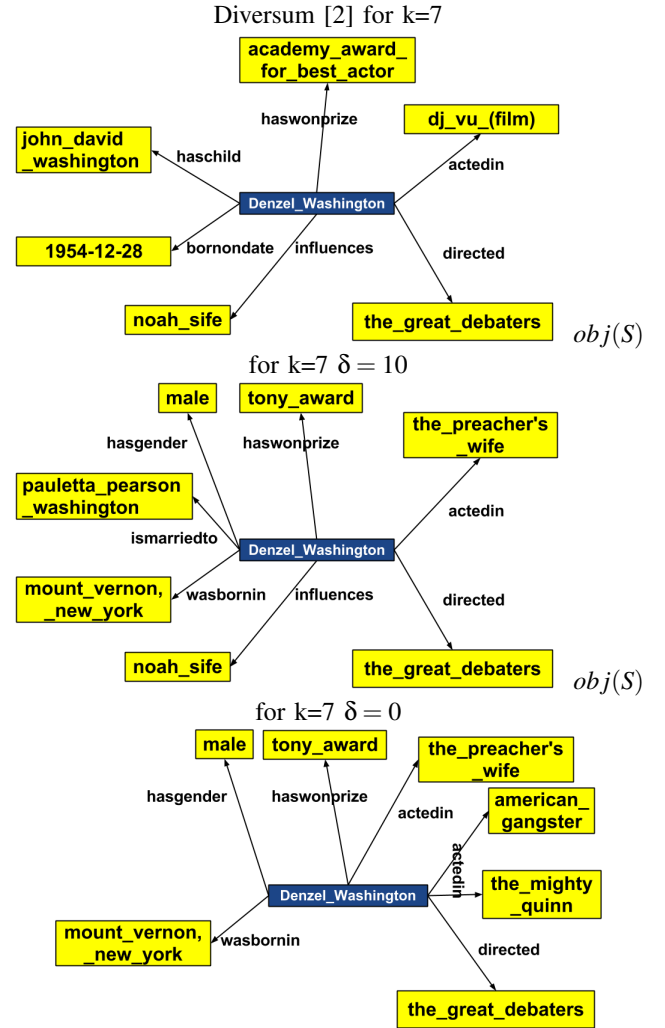 Diversum [2] for k=7
academy_award_
for_best_actor
haswonprize
dj_vu_(film)
john_david
_washington
haschild
actedin
Denzel_Washington
1954-12-28
bornondate
influences
directed
noah_sife
the_great_debaters
obj(S)
for k=7 δ = 10
male
tony_award
the_preacher's
_wife
hasgender
haswonprize
pauletta_pearson
_washington
actedin
ismarriedto
Denzel_Washington
mount_vernon,
_new_york
wasbornin
influences
directed
noah_sife
the_great_debaters
obj(S)
for k=7 δ = 0
male
tony_award
the_preacher's
_wife
hasgender
haswonprize
actedin
american_
gangster
actedin
Denzel_Washington
the_mighty
_quinn
mount_vernon,
_new_york
wasbornin
directed
the_great_debaters